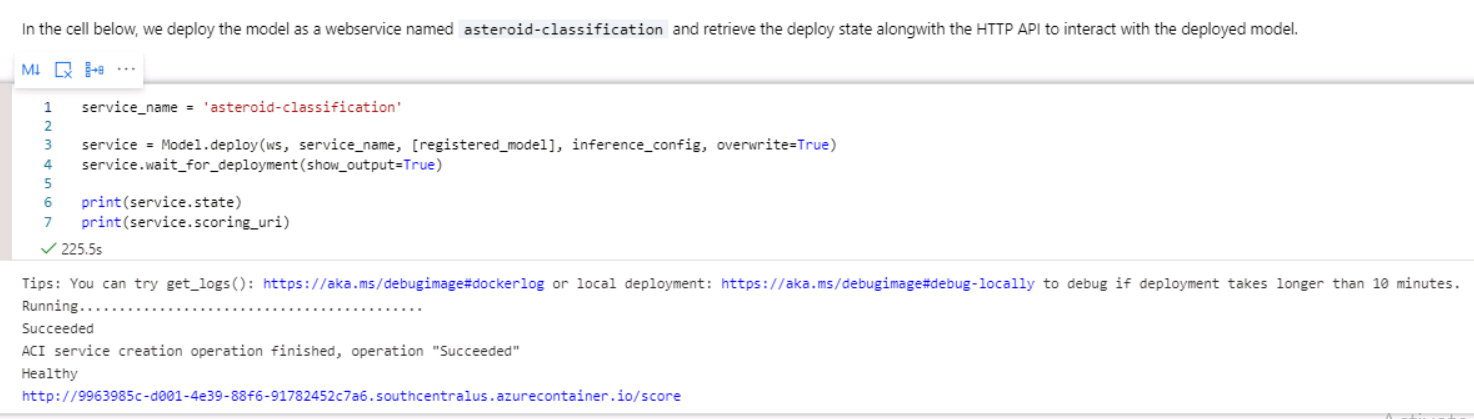 In the cell below, we deploy the model as a webservice named asteroid-classification and retrieve the deploy state alongwith the HTTP API to interact with the deployed model.
M↓ ···
1 service_name = 'asteroid-classification'
2
3 service = Model.deploy(ws, service_name, [registered_model], inference_config, overwrite=True)
4 service.wait_for_deployment(show_output=True)
5
6 print(service.state)
7 print(service.scoring_uri)
✓ 225.5s
Tips: You can try get_logs(): https://aka.ms/debugimage#dockerlog or local deployment: https://aka.ms/debugimage#debug-locally to debug if deployment takes longer than 10 minutes.
Running...........................................
Succeeded
ACI service creation operation finished, operation "Succeeded"
Healthy
http://9963985c-d001-4e39-88f6-91782452c7a6.southcentralus.azurecontainer.io/score